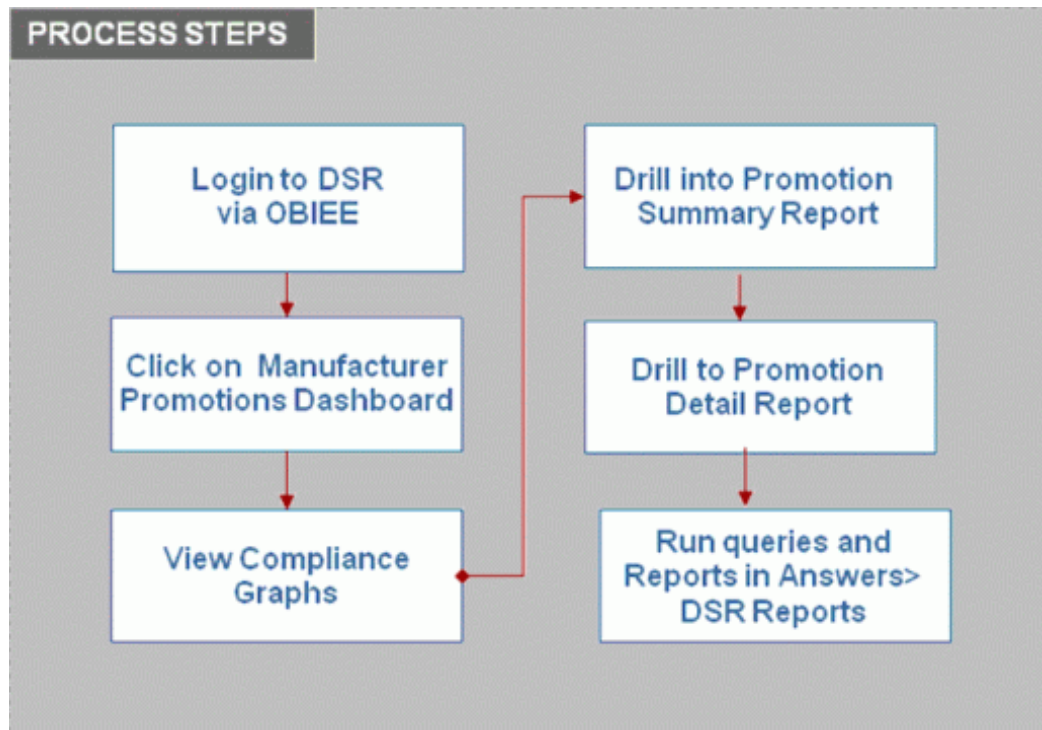 PROCESS STEPS
Login to DSR
via OBIEE
Click on Manufacturer
Promotions Dashboard
View Compliance
Graphs
Drill into Promotion
Summary Report
Drill to Promotion
Detail Report
Run queries and
Reports in Answers>
DSR Reports